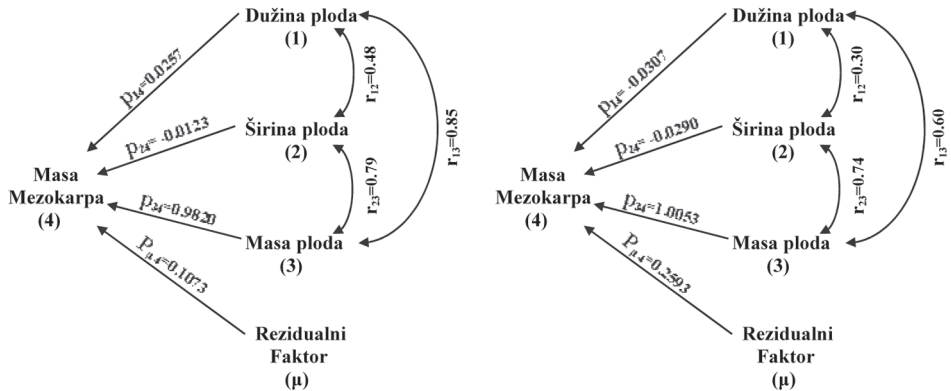 Dužina ploda
(1)
p₁₄=0.0257
r₁₂=0.48
Širina ploda
(2)
p₂₄= -0.0123
r₁₃=0.85
Masa
Mezokarpa
(4)
r₂₃=0.79
p₃₄=0.9820
Masa ploda
(3)
P_μ4=0.1073
Rezidualni
Faktor
(μ)
Dužina ploda
(1)
p₁₄= -0.0307
r₁₂=0.30
Širina ploda
(2)
p₂₄= -0.0290
r₁₃=0.60
Masa
Mezokarpa
(4)
r₂₃=0.74
p₃₄=1.0053
Masa ploda
(3)
P_μ4=0.2593
Rezidualni
Faktor
(μ)